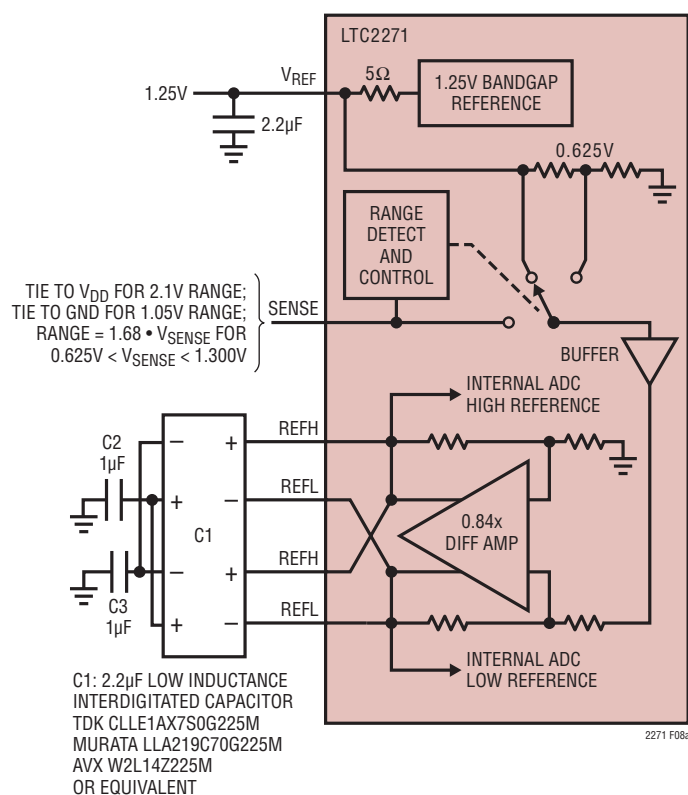 LTC2271
VREF
5Ω
1.25V
1.25V BANDGAP
REFERENCE
2.2µF
0.625V
RANGE
DETECT
AND
CONTROL
TIE TO VDD FOR 2.1V RANGE;
TIE TO GND FOR 1.05V RANGE;
RANGE = 1.68 • VSENSE FOR
0.625V < VSENSE < 1.300V
SENSE
BUFFER
INTERNAL ADC
HIGH REFERENCE
REFH
C2
1µF
–
+
REFL
+
–
C1
0.84x
DIFF AMP
REFH
–
+
C3
1µF
REFL
+
–
INTERNAL ADC
LOW REFERENCE
C1: 2.2µF LOW INDUCTANCE
INTERDIGITATED CAPACITOR
TDK CLLE1AX7S0G225M
MURATA LLA219C70G225M
AVX W2L14Z225M
OR EQUIVALENT
2271 F08a